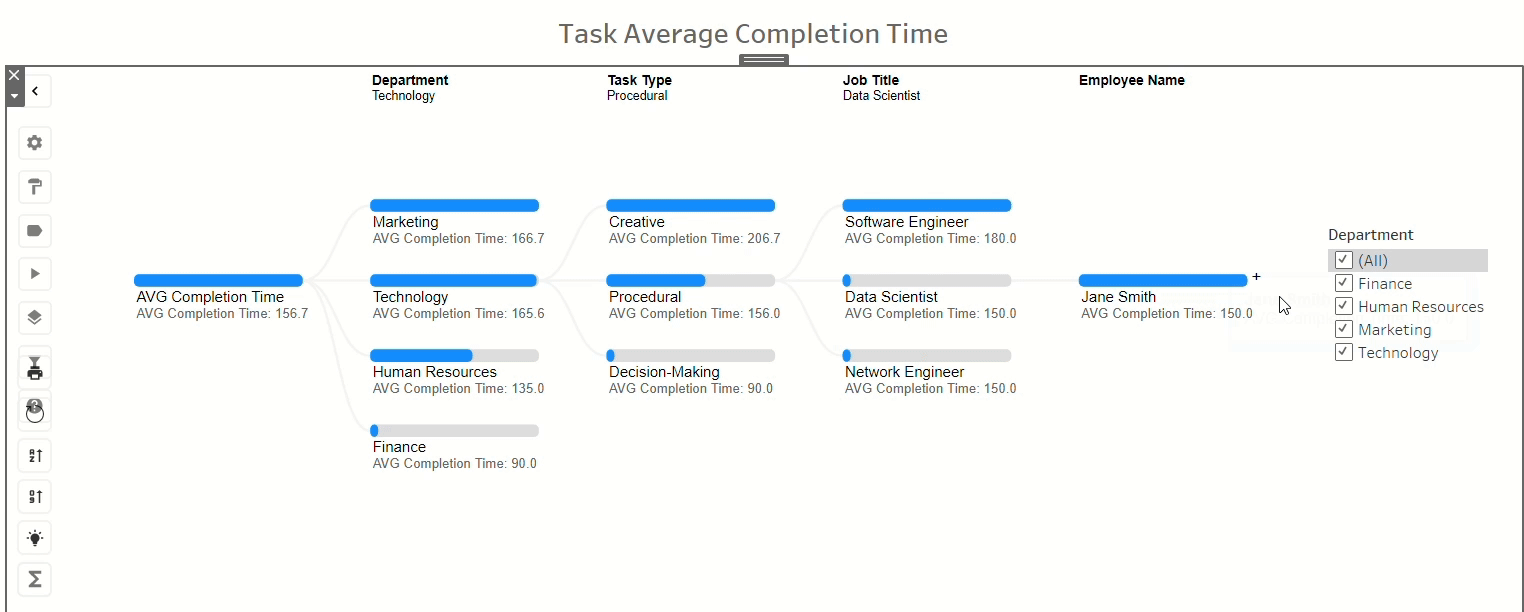 Task Average Completion Time
Department
Technology
Task Type
Procedural
Job Title
Data Scientist
Employee Name
AVG Completion Time
AVG Completion Time: 156.7
Marketing
AVG Completion Time: 166.7
Technology
AVG Completion Time: 165.6
Human Resources
AVG Completion Time: 135.0
Finance
AVG Completion Time: 90.0
Creative
AVG Completion Time: 206.7
Procedural
AVG Completion Time: 156.0
Decision-Making
AVG Completion Time: 90.0
Software Engineer
AVG Completion Time: 180.0
Data Scientist
AVG Completion Time: 150.0
Network Engineer
AVG Completion Time: 150.0
Jane Smith
AVG Completion Time: 150.0
Department
(All)
Finance
Human Resources
Marketing
Technology